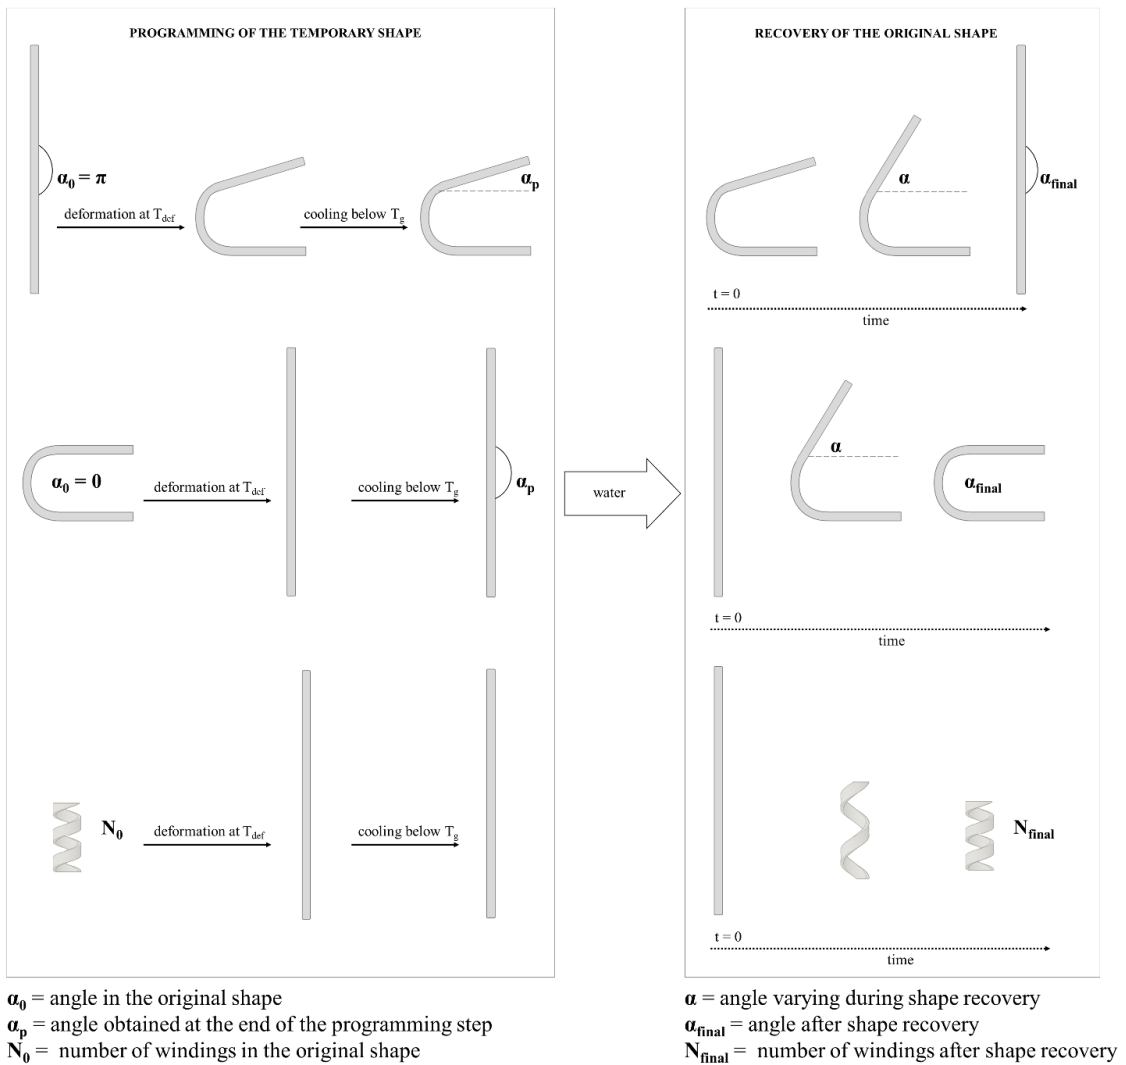 PROGRAMMING OF THE TEMPORARY SHAPE
α0 = π
deformation at Tdef
cooling below Tg
αp
α0 = 0
deformation at Tdef
cooling below Tg
αp
N0
deformation at Tdef
cooling below Tg
water
RECOVERY OF THE ORIGINAL SHAPE
α
αfinal
t = 0
time
α
αfinal
t = 0
time
Nfinal
t = 0
time
α0 = angle in the original shape
αp = angle obtained at the end of the programming step
N0 = number of windings in the original shape
α = angle varying during shape recovery
αfinal = angle after shape recovery
Nfinal = number of windings after shape recovery